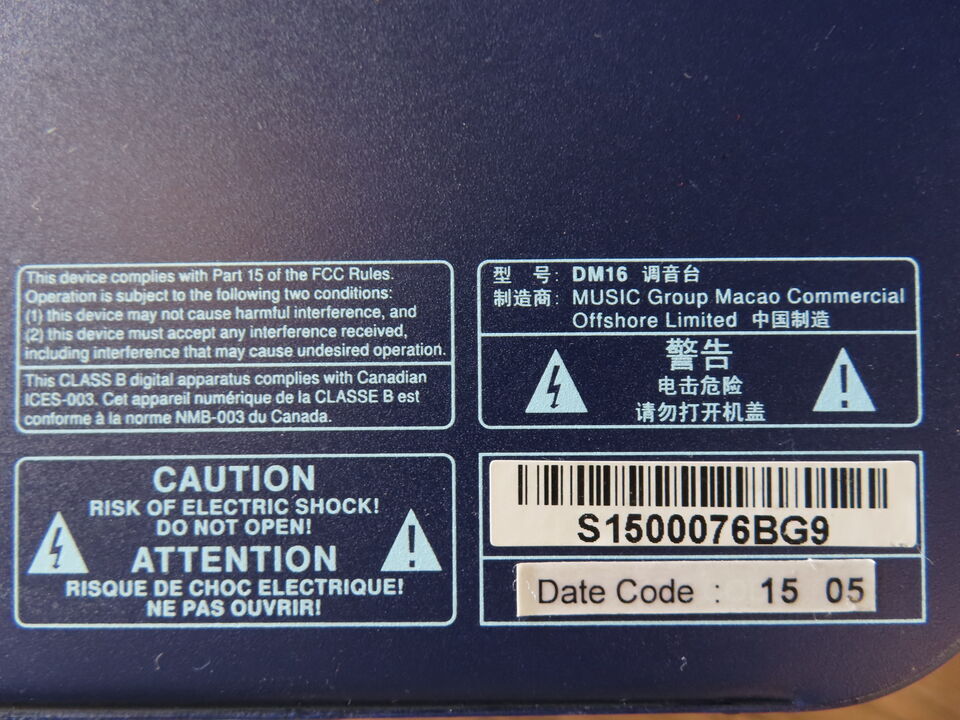 This device complies with Part 15 of the FCC Rules.
Operation is subject to the following two conditions:
(1) this device may not cause harmful interference, and
(2) this device must accept any interference received,
including interference that may cause undesired operation.
This CLASS B digital apparatus complies with Canadian
ICES-003. Cet appareil numérique de la CLASSE B est
conforme à la norme NMB-003 du Canada.
型 号: DM16 调音台
制造商: MUSIC Group Macao Commercial
Offshore Limited 中国制造
警告
电击危险
请勿打开机盖
CAUTION
RISK OF ELECTRIC SHOCK!
DO NOT OPEN!
ATTENTION
RISQUE DE CHOC ELECTRIQUE!
NE PAS OUVRIR!
S1500076BG9
Date Code : 15 05